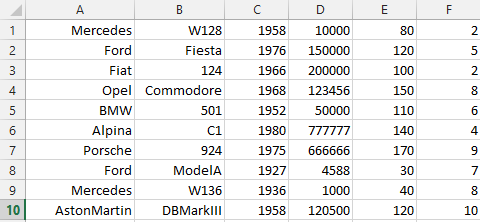 A B C D E F
1 Mercedes W128 1958 10000 80 2
2 Ford Fiesta 1976 150000 120 5
3 Fiat 124 1966 200000 100 2
4 Opel Commodore 1968 123456 150 8
5 BMW 501 1952 50000 110 6
6 Alpina C1 1980 777777 140 4
7 Porsche 924 1975 666666 170 9
8 Ford ModelA 1927 4588 30 7
9 Mercedes W136 1936 1000 40 8
10 AstonMartin DBMarkIII 1958 120500 120 10